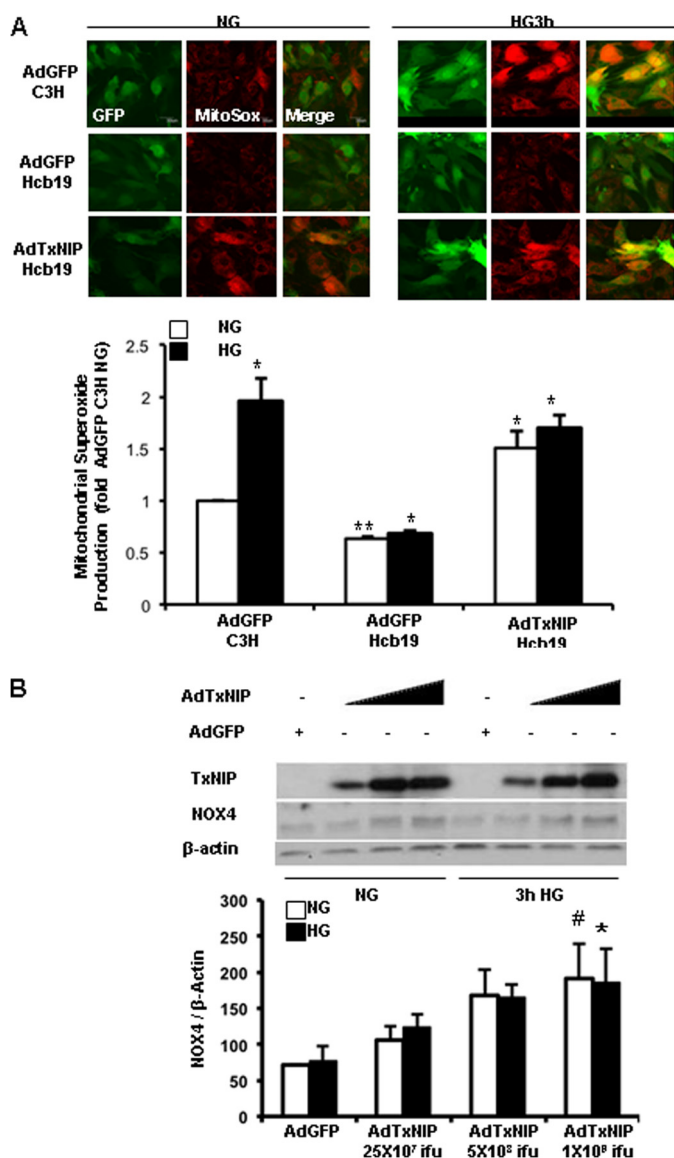 A
NG
HG3h
AdGFP
C3H
GFP
MitoSox
Merge
AdGFP
Hcb19
AdTxNIP
Hcb19
NG
HG
Mitochondrial Superoxide
Production (fold AdGFP C3H NG)
2.5
2
1.5
1
0.5
0
*
**
*
*
*
AdGFP
C3H
AdGFP
Hcb19
AdTxNIP
Hcb19
B
AdTxNIP
- -
AdGFP
+ - - - + - - -
TxNIP
NOX4
β-actin
NG
3h HG
NG
HG
NOX4 / β-Actin
300
250
200
150
100
50
0
# *
AdGFP
AdTxNIP
25X10⁷ ifu
AdTxNIP
ifu
AdTxNIP
ifu